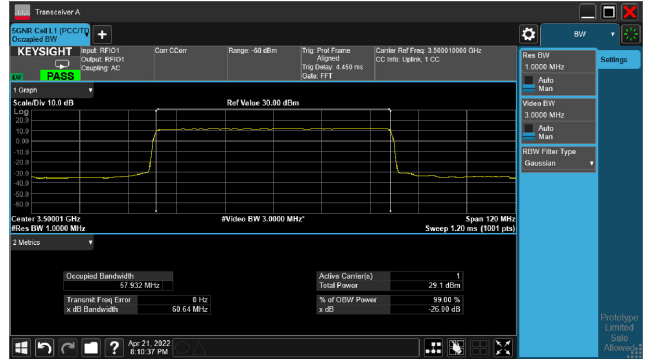 Transceiver A
5GNR Call L1 (PCC/TD
Occupied BW
BW
KEYSIGHT
Input: RFIO1
Output: RFIO1
Coupling: AC
Corr CCorr
Range: -60 dBm
Trig: Prot Frame
Aligned
Trig Delay: 4.450 ms
Gate: FFT
Carrier Ref Freq: 3.500010000 GHz
CC Info: Uplink, 1 CC
PASS
Res BW
1.0000 MHz
Auto
Man
Settings
Video BW
3.0000 MHz
Auto
Man
RBW Filter Type
Gaussian
1 Graph
Scale/Div 10.0 dB
Ref Value 30.00 dBm
Log
20.0
10.0
0.00
-10.0
-20.0
-30.0
-40.0
-50.0
-60.0
Center 3.50001 GHz
#Video BW 3.0000 MHz*
Span 120 MHz
#Res BW 1.0000 MHz
Sweep 1.20 ms (1001 pts)
2 Metrics
Occupied Bandwidth
57.932 MHz
Active Carrier(s) 1
Total Power 29.1 dBm
Transmit Freq Error 0 Hz
x dB Bandwidth 60.64 MHz
% of OBW Power 99.00 %
x dB -26.00 dB
Prototype
Limited
Sale
Allowed
Apr 21, 2022
8:10:37 PM